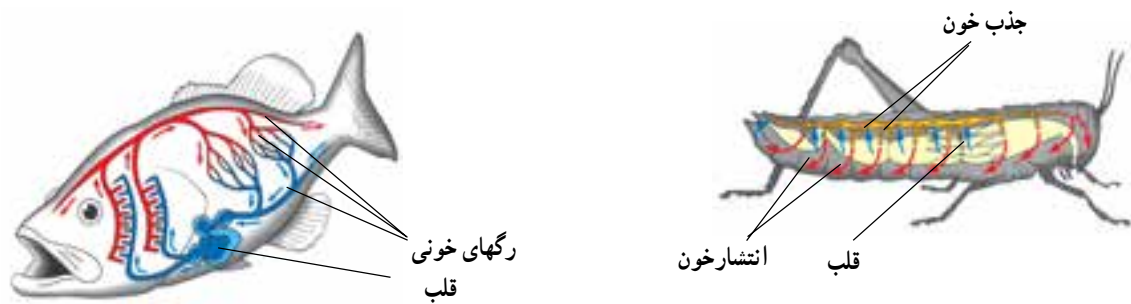 جذب خون
انتشارخون
قلب
رگهای خونی
قلب